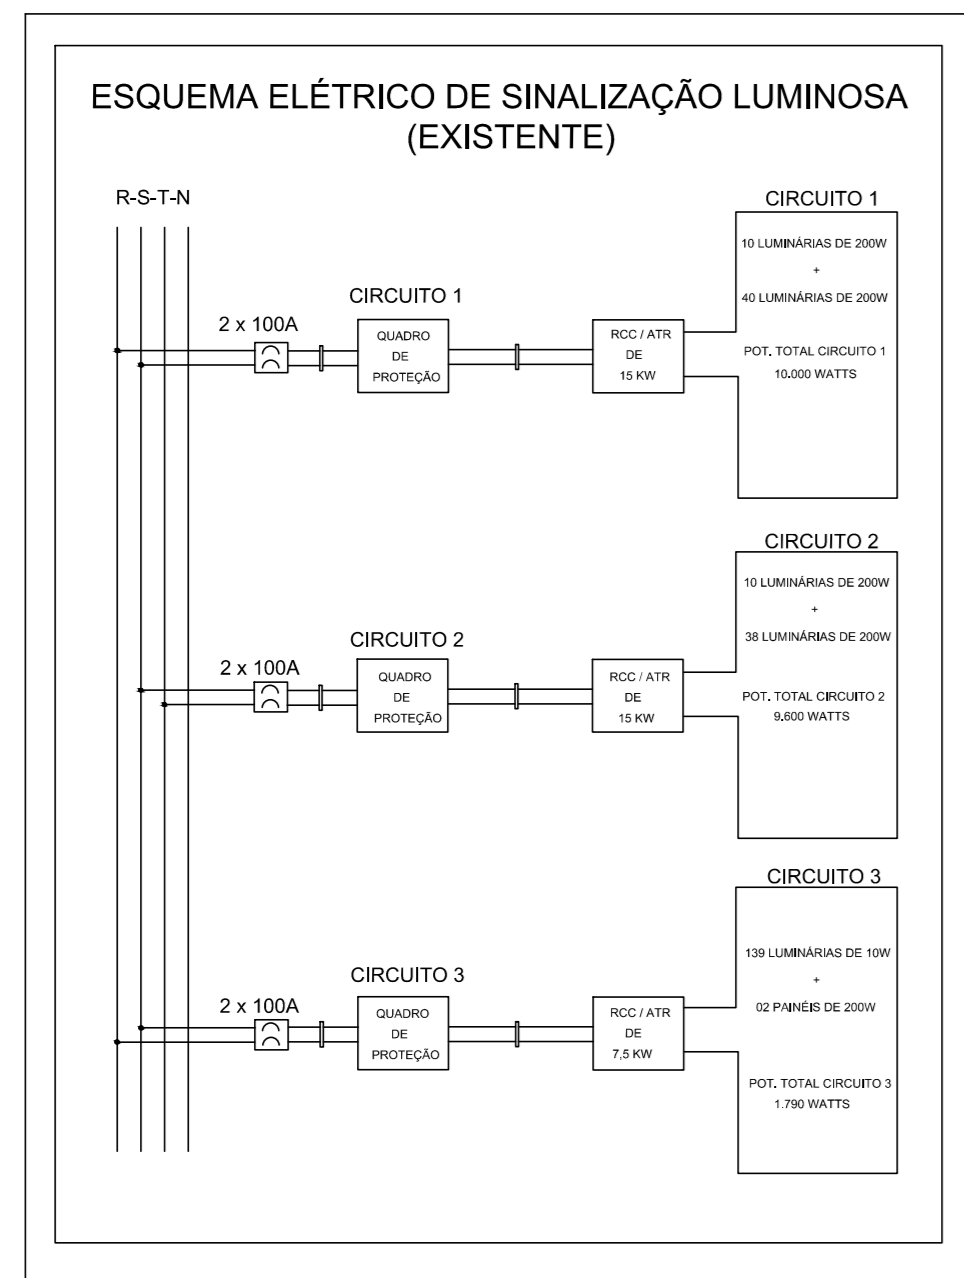 ESQUEMA ELÉTRICO DE SINALIZAÇÃO LUMINOSA
(EXISTENTE)
R-S-T-N
2 x 100A
CIRCUITO 1
QUADRO
DE
PROTEÇÃO
RCC / ATR
DE
15 KW
CIRCUITO 1
10 LUMINÁRIAS DE 200W
+
40 LUMINÁRIAS DE 200W
POT. TOTAL CIRCUITO 1
10.000 WATTS
2 x 100A
CIRCUITO 2
QUADRO
DE
PROTEÇÃO
RCC / ATR
DE
15 KW
CIRCUITO 2
10 LUMINÁRIAS DE 200W
+
38 LUMINÁRIAS DE 200W
POT. TOTAL CIRCUITO 2
9.600 WATTS
2 x 100A
CIRCUITO 3
QUADRO
DE
PROTEÇÃO
RCC / ATR
DE
7,5 KW
CIRCUITO 3
139 LUMINÁRIAS DE 10W
+
02 PAINÉIS DE 200W
POT. TOTAL CIRCUITO 3
1.790 WATTS